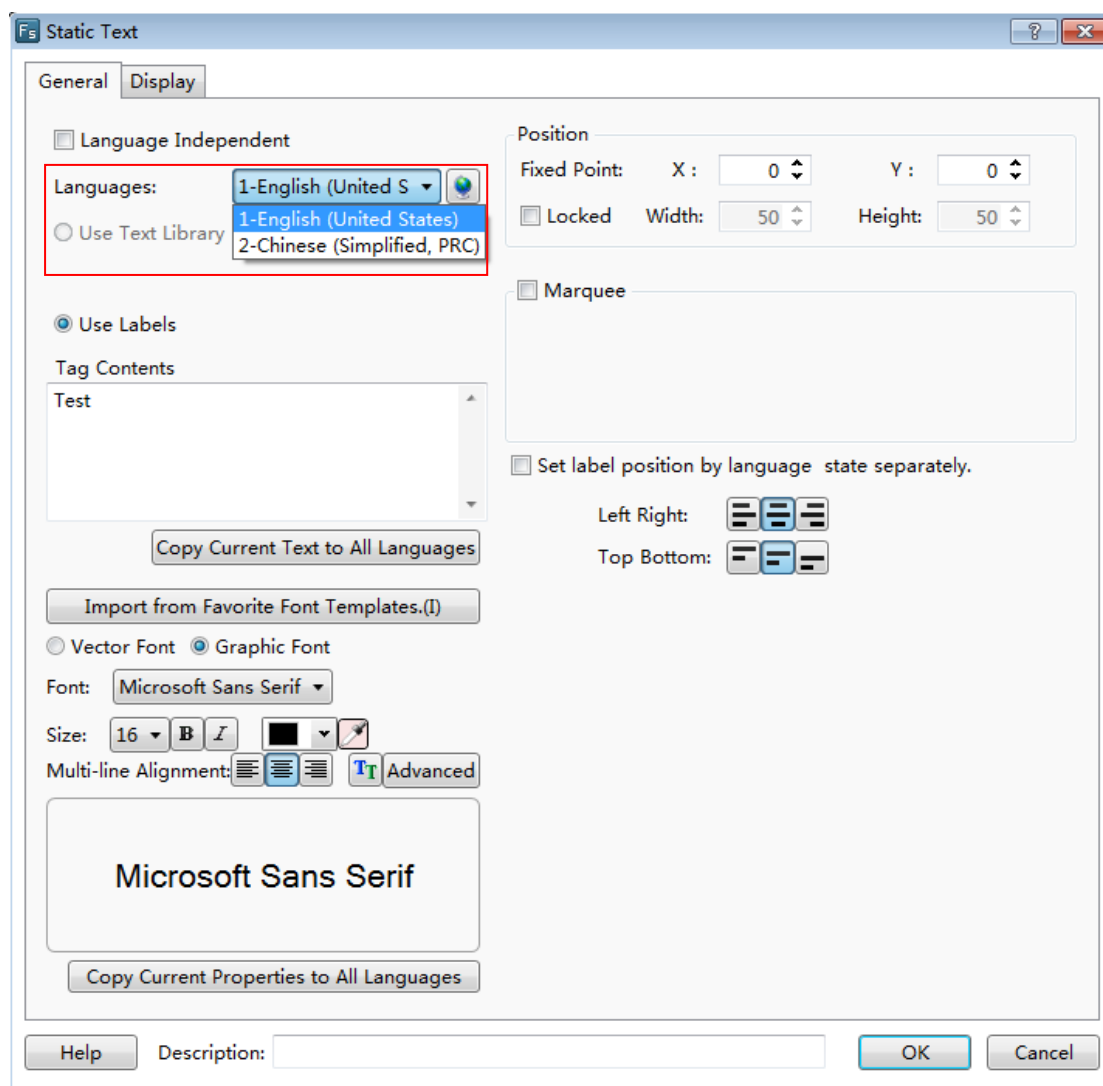 Fs Static Text ?
General Display
Language Independent
Languages: 1-English (United S
1-English (United States)
Use Text Library
2-Chinese (Simplified, PRC)
Use Labels
Tag Contents
Test
Copy Current Text to All Languages
Import from Favorite Font Templates.(I)
Vector Font Graphic Font
Font: Microsoft Sans Serif
Size: 16 B I
Multi-line Alignment: TT Advanced
Microsoft Sans Serif
Copy Current Properties to All Languages
Position
Fixed Point: X : 0 Y : 0
Locked Width: 50 Height: 50
Marquee
Set label position by language state separately.
Left Right:
Top Bottom:
Help Description: OK Cancel